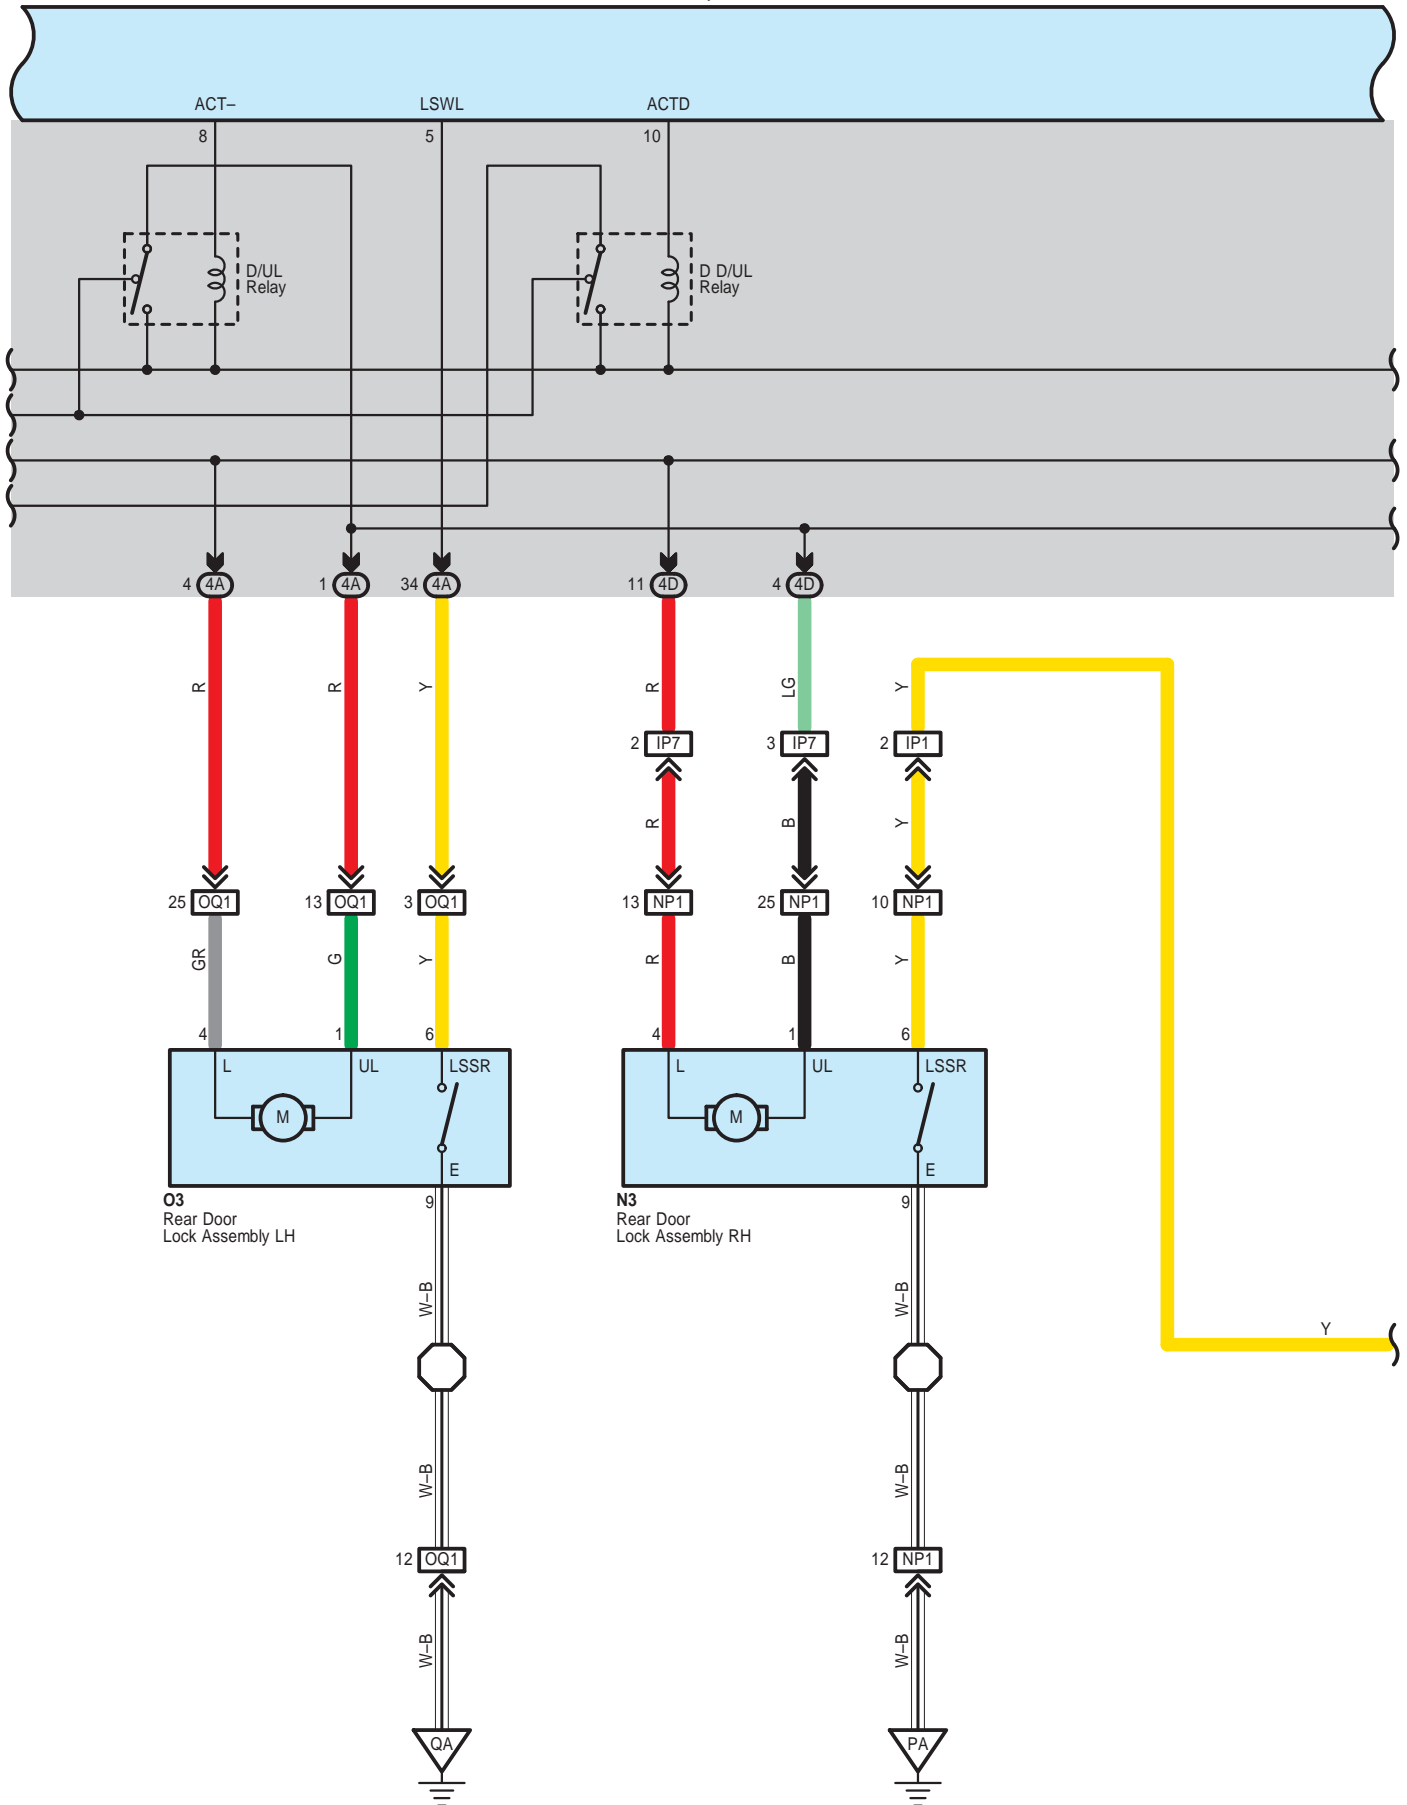 ACT– LSWL ACTD
8 5 10
D/UL
Relay
D D/UL
Relay
4 4A 1 4A 34 4A 11 4D 4 4D
R R Y R LG Y
2 IP7 3 IP7 2 IP1
R B Y
25 OQ1 13 OQ1 3 OQ1 13 NP1 25 NP1 10 NP1
GR G Y R B Y
4 1 6 4 1 6
L UL LSSR L UL LSSR
M M
E E
9 9
O3
Rear Door
Lock Assembly LH
N3
Rear Door
Lock Assembly RH
W–B W–B
Y
W–B W–B
12 OQ1 12 NP1
W–B W–B
QA PA